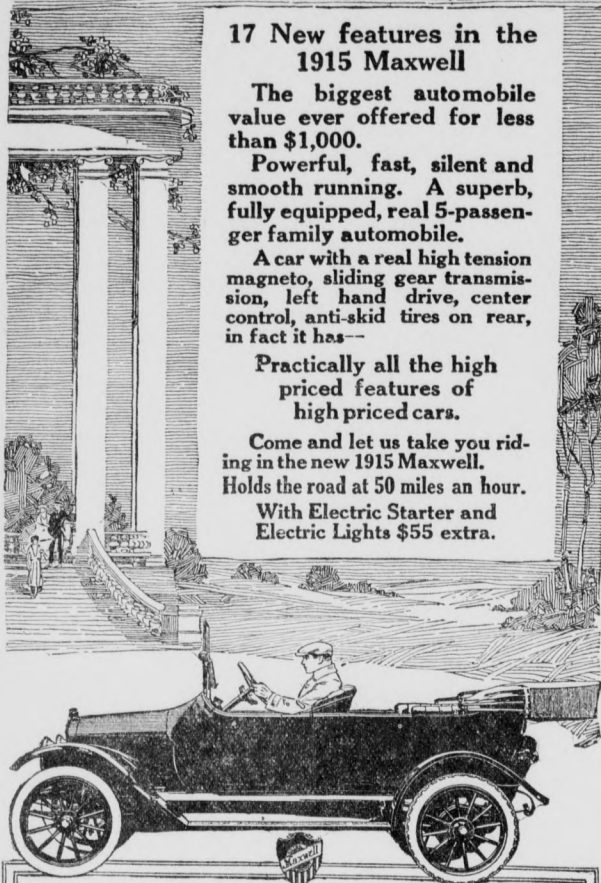 17 New features in the
1915 Maxwell
The biggest automobile
value ever offered for less
than $1,000.
Powerful, fast, silent and
smooth running. A superb,
fully equipped, real 5-passen-
ger family automobile.
A car with a real high tension
magneto, sliding gear transmis-
sion, left hand drive, center
control, anti-skid tires on rear,
in fact it has--
Practically all the high
priced features of
high priced cars.
Come and let us take you rid-
ing in the new 1915 Maxwell.
Holds the road at 50 miles an hour.
With Electric Starter and
Electric Lights $55 extra.
Maxwell